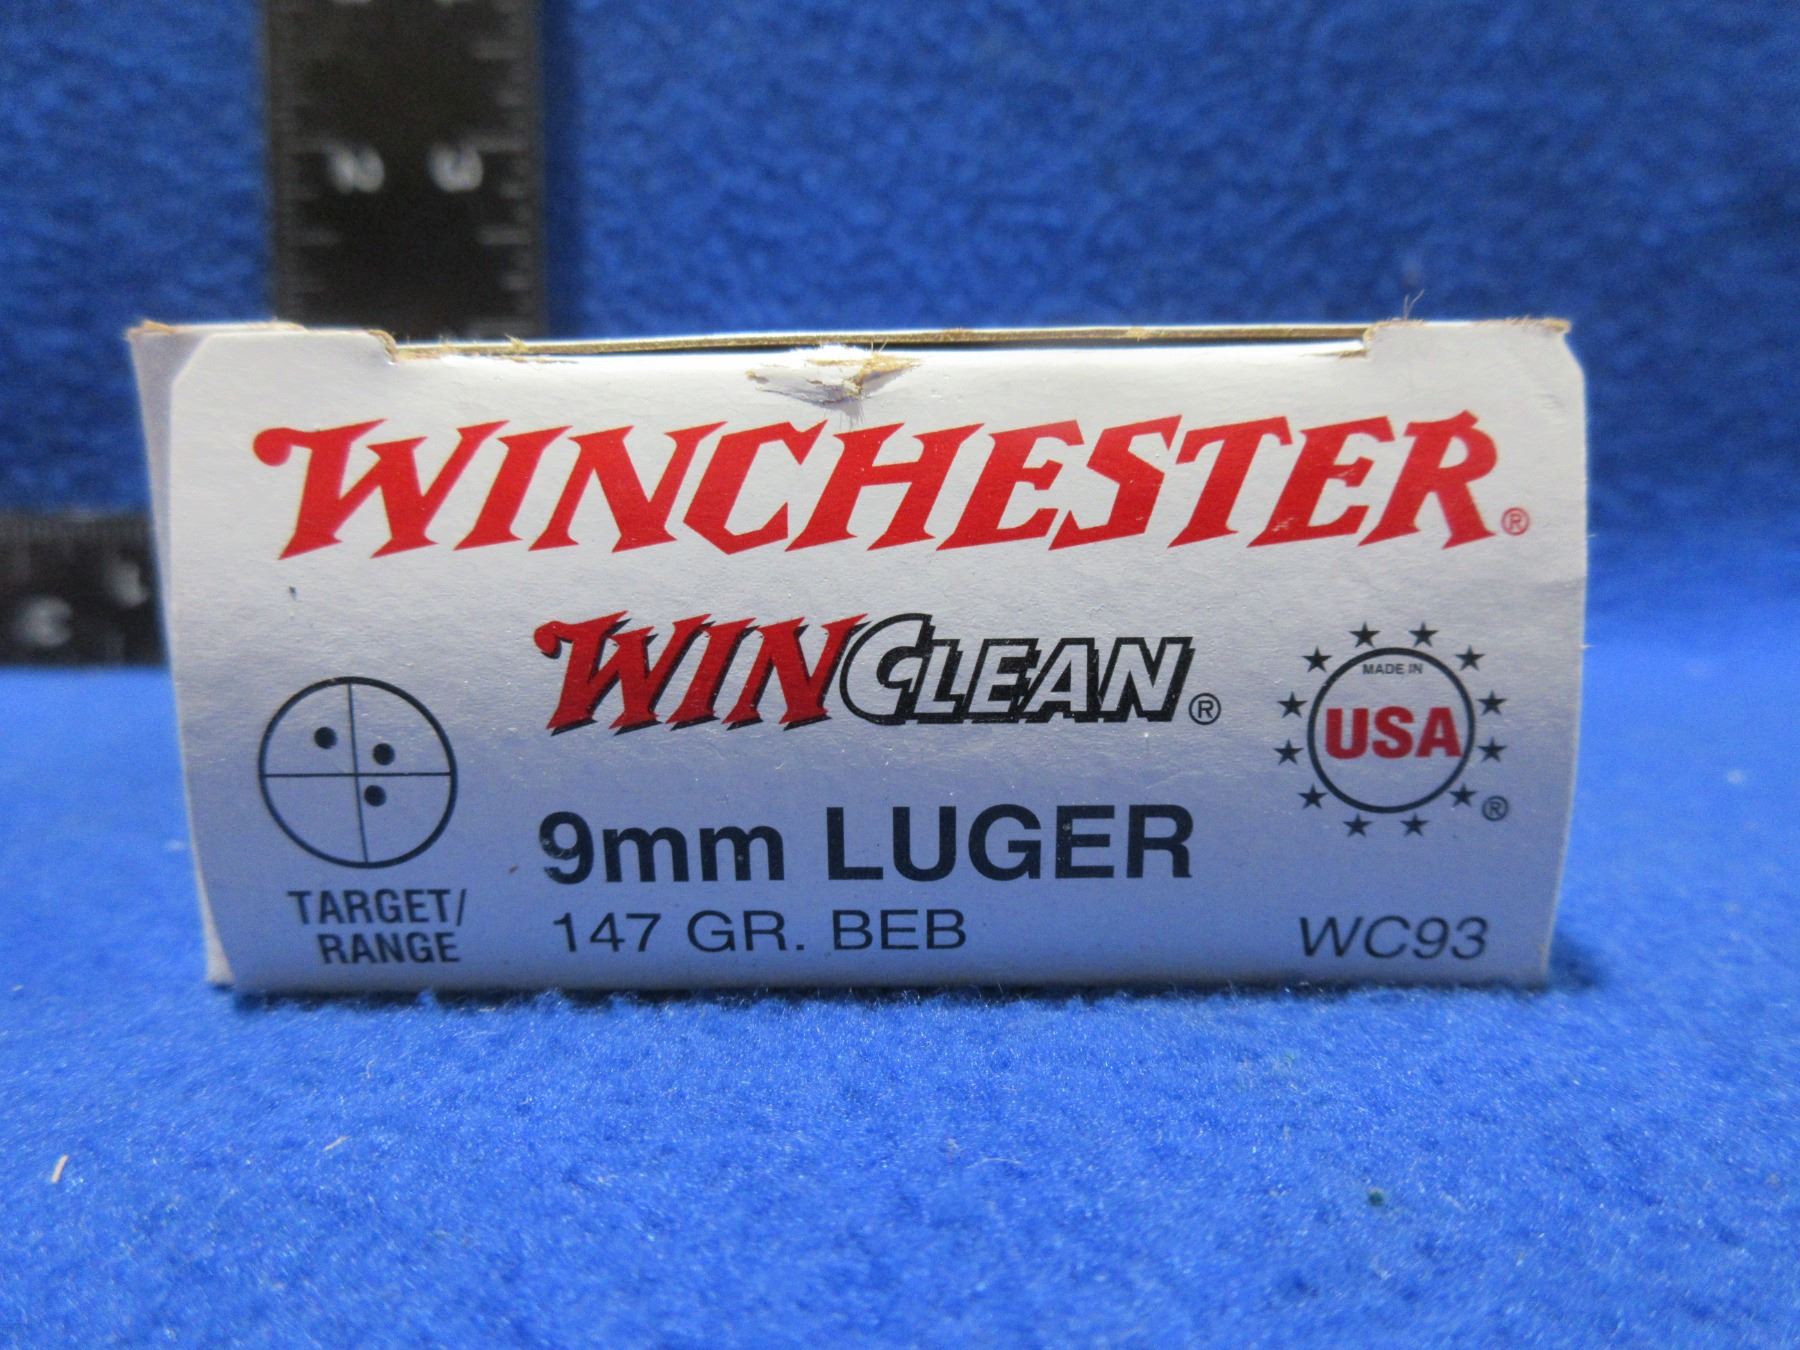 WINCHESTER®
WINCLEAN®
MADE IN
USA
®
9mm LUGER
TARGET/
RANGE
147 GR. BEB
WC93